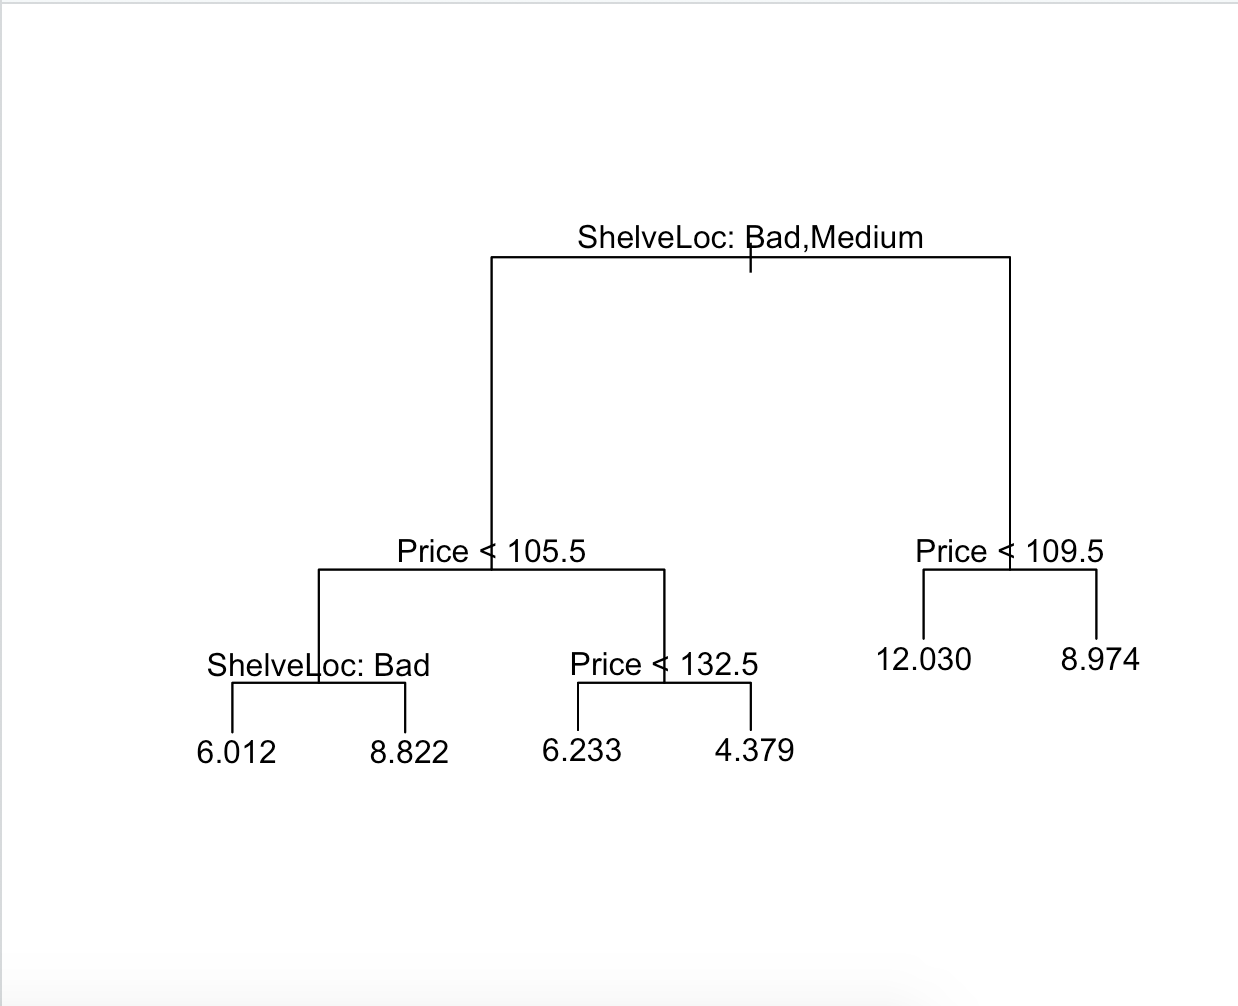 ShelveLoc: Bad,Medium
Price < 105.5
Price < 109.5
ShelveLoc: Bad
Price < 132.5
12.030
8.974
6.012
8.822
6.233
4.379